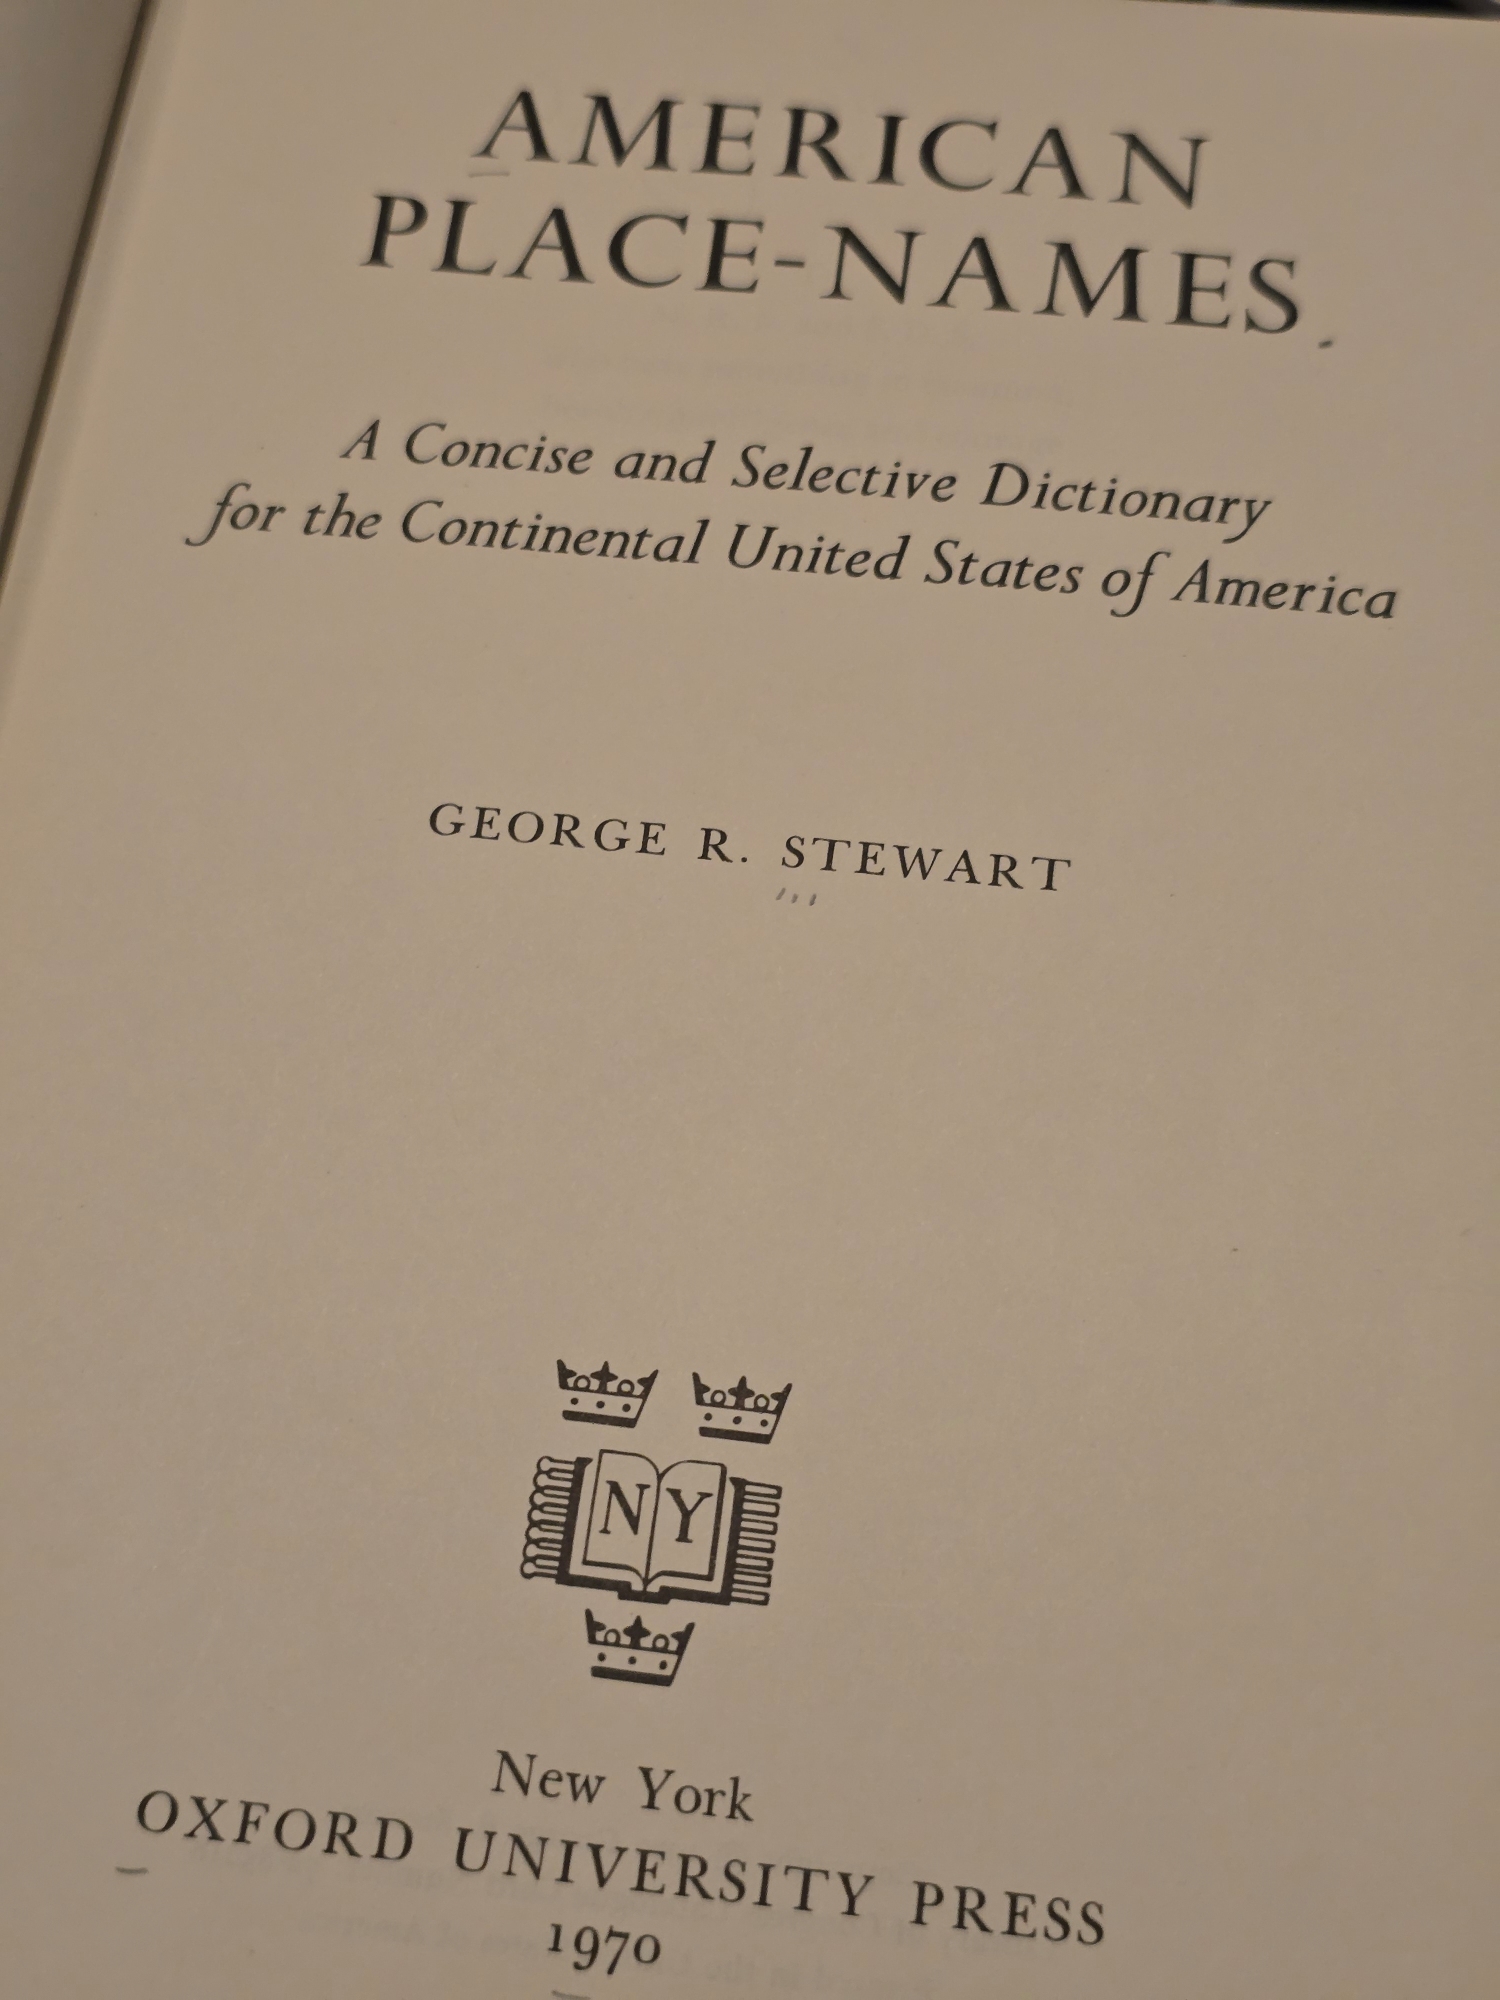 AMERICAN
PLACE-NAMES
A Concise and Selective Dictionary
for the Continental United States of America
GEORGE R. STEWART
NY
New York
OXFORD UNIVERSITY PRESS
1970